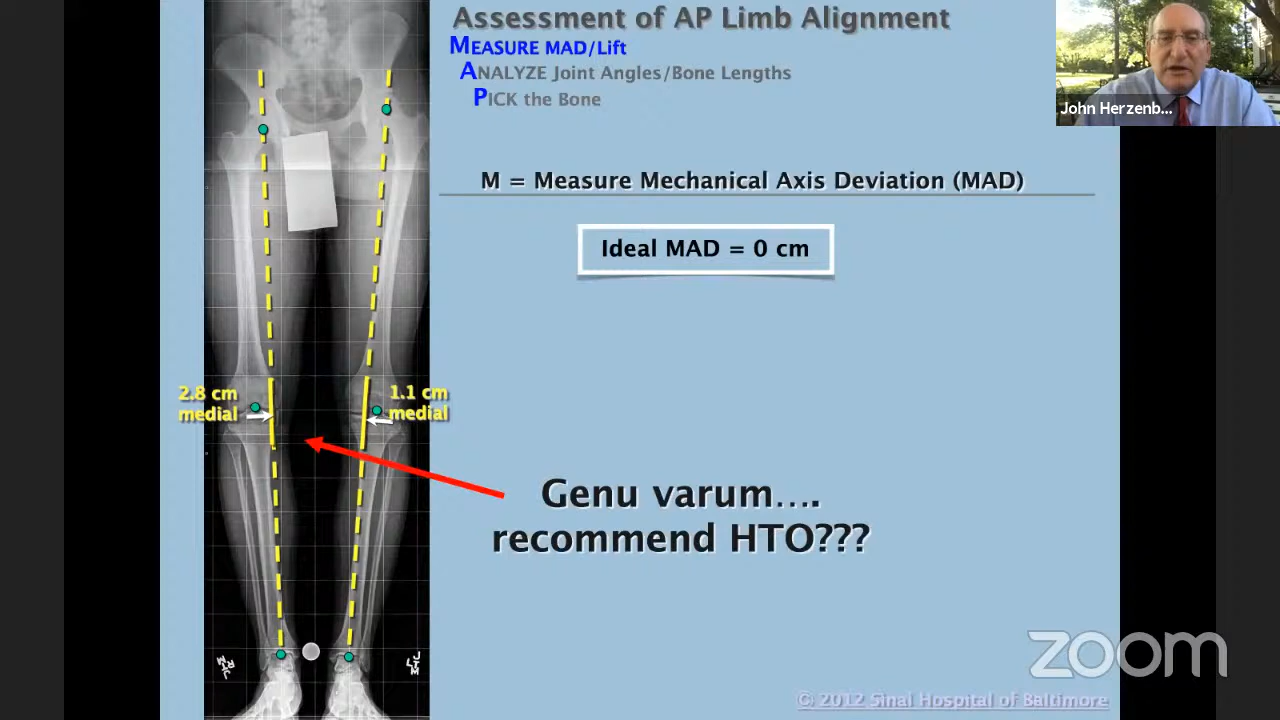 Assessment of AP Limb Alignment
MEASURE MAD/Lift
ANALYZE Joint Angles/Bone Lengths
PICK the Bone
John Herzenb...
M = Measure Mechanical Axis Deviation (MAD)
Ideal MAD = 0 cm
2.8 cm
medial
1.1 cm
medial
Genu varum....
recommend HTO???
zoom
© 2012 Sinai Hospital of Baltimore